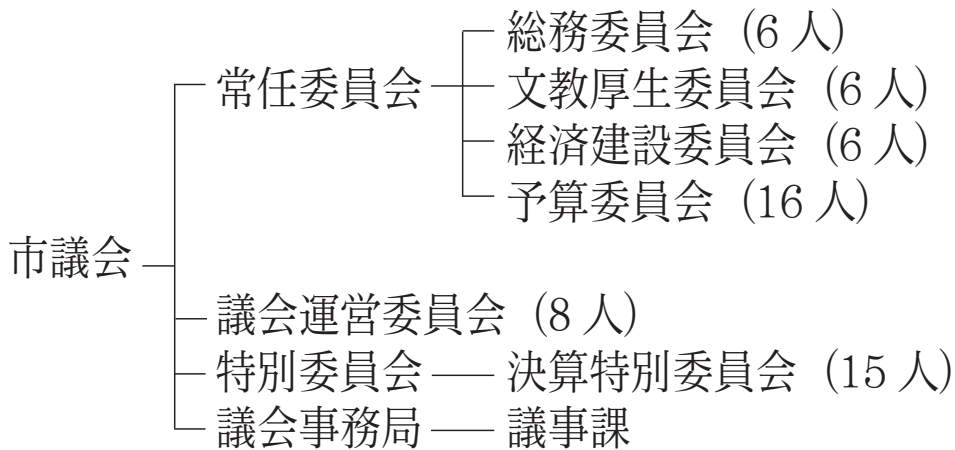 総務委員会 (6人)
常任委員会 文教厚生委員会 (6人)
経済建設委員会 (6人)
予算委員会 (16人)
市議会
議会運営委員会 (8人)
特別委員会 決算特別委員会 (15人)
議会事務局 議事課